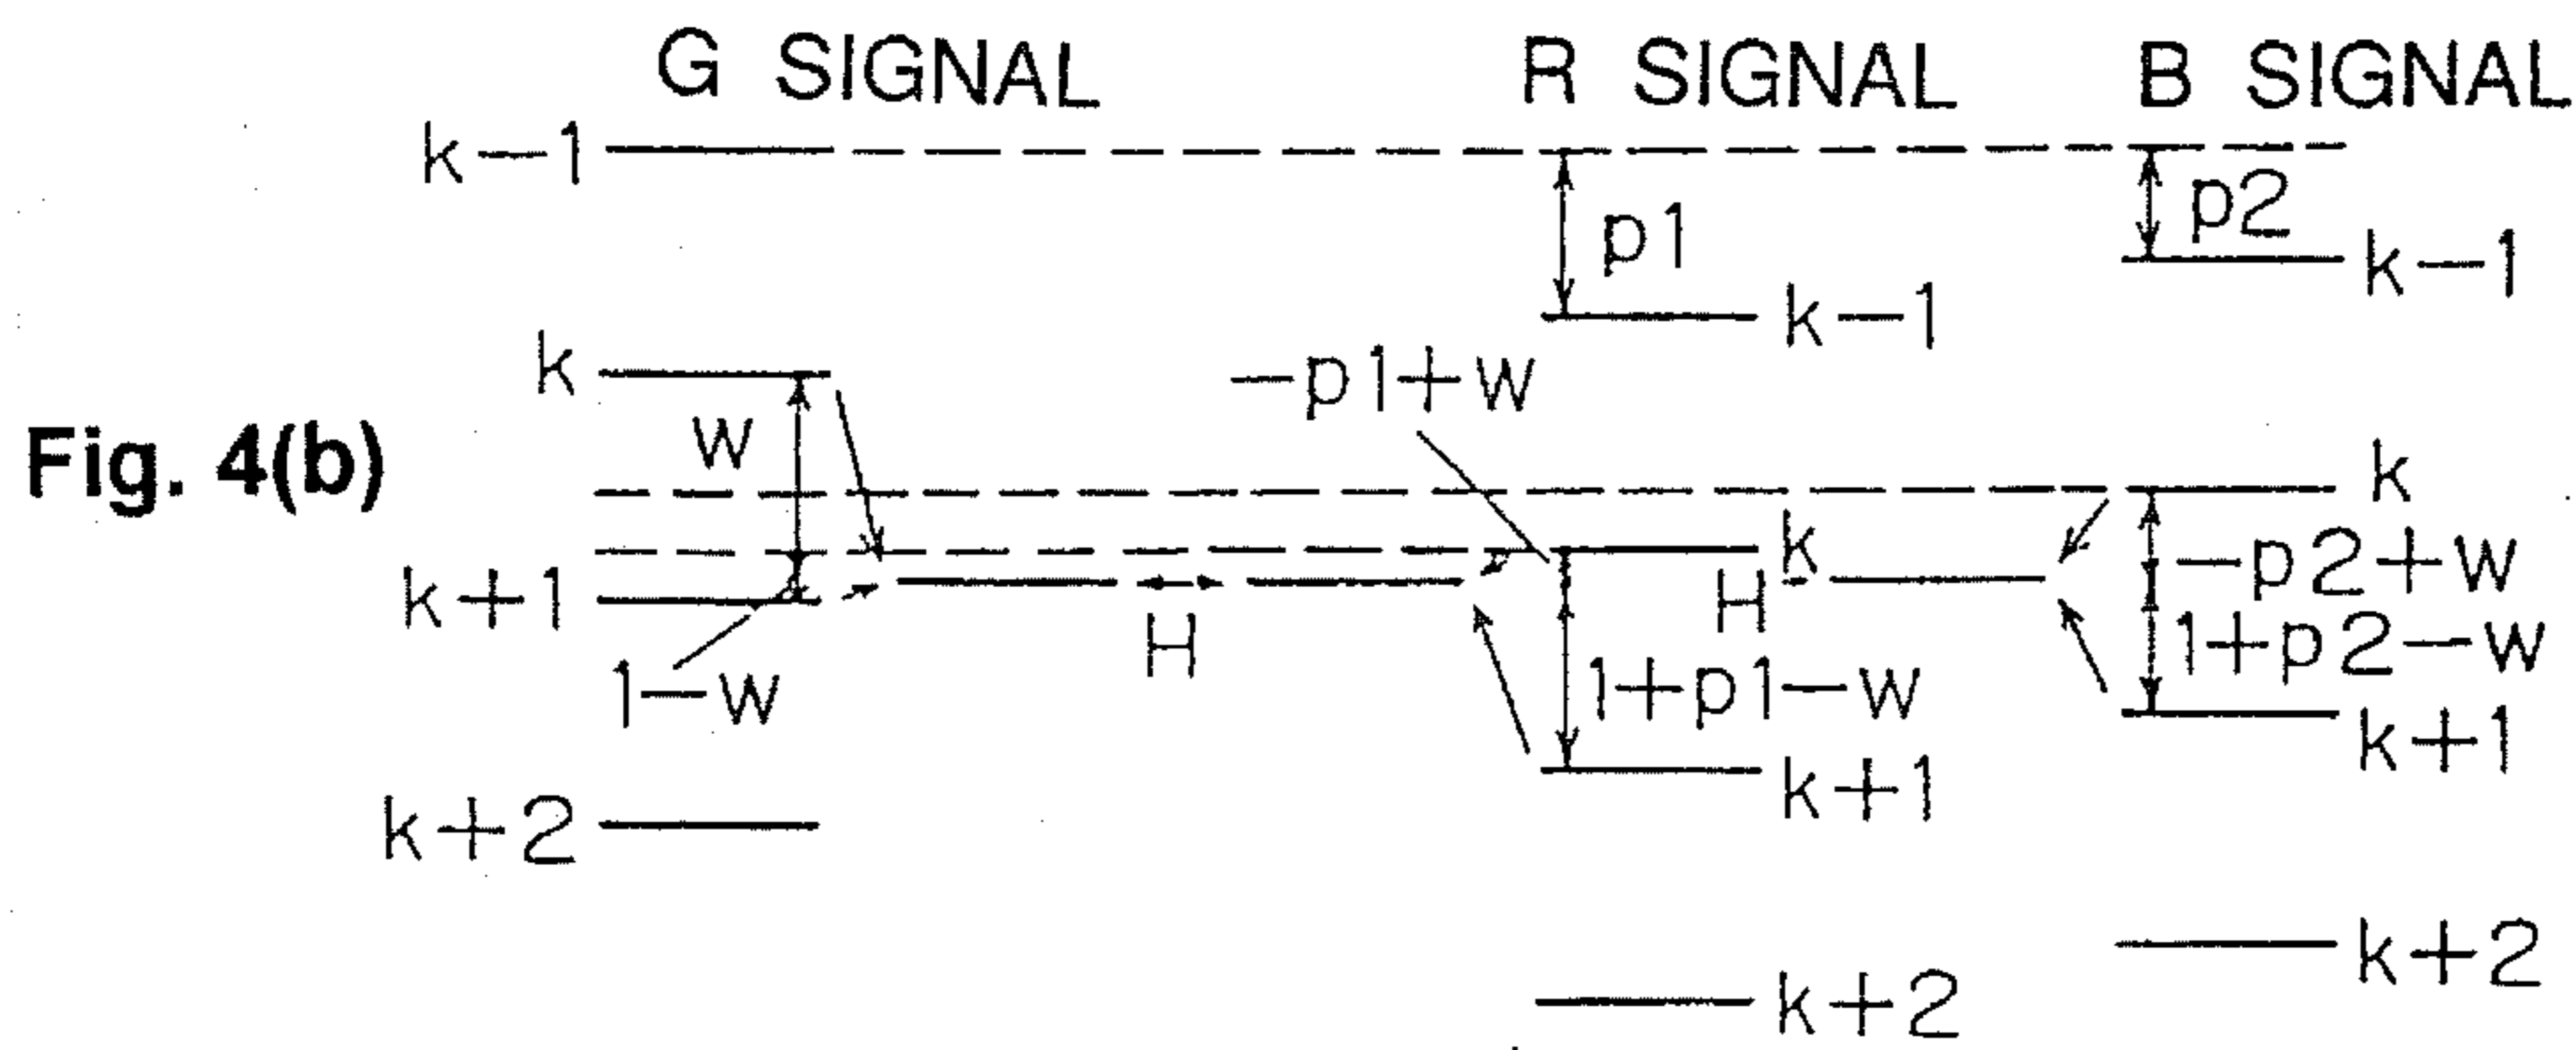 G SIGNAL R SIGNAL B SIGNAL
k−1
p1
p2
k−1
k−1
k
−p1+w
w
Fig. 4(b)
k
k
−p2+w
k+1
H
H
1+p2−w
1−w
1+p1−w
k+1
k+1
k+2
k+2
k+2